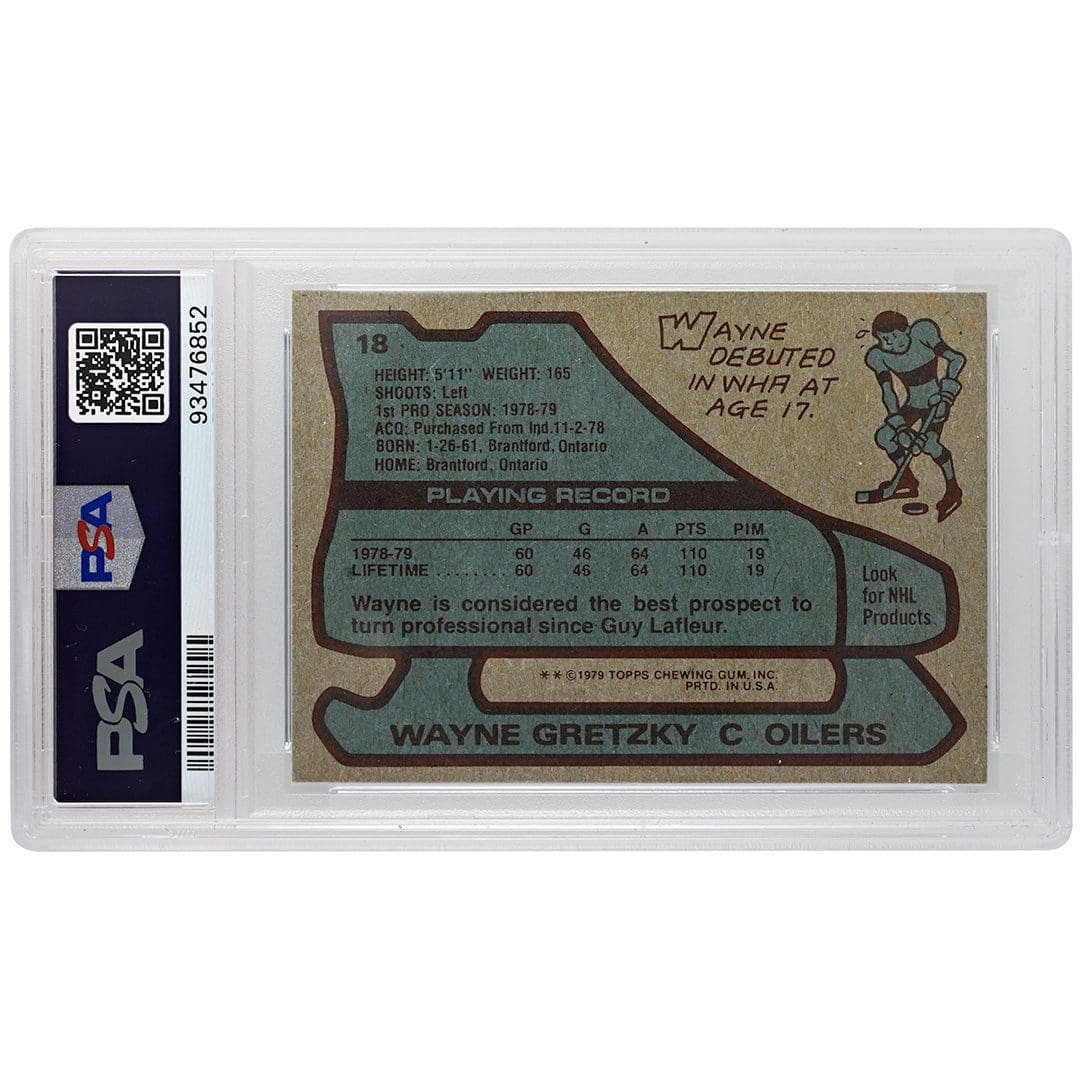 93476852
PSA
PSA
18
HEIGHT: 5'11" WEIGHT: 165
SHOOTS: Left
1st PRO SEASON: 1978-79
ACQ: Purchased From Ind.11-2-78
BORN: 1-26-61, Brantford, Ontario
HOME: Brantford, Ontario
WAYNE
DEBUTED
IN WHA AT
AGE 17.
PLAYING RECORD
GP G A PTS PIM
1978-79 60 46 64 110 19
LIFETIME ........ 60 46 64 110 19
Wayne is considered the best prospect to
turn professional since Guy Lafleur.
Look
for NHL
Products
** ©1979 TOPPS CHEWING GUM, INC.
PRTD. IN U.S.A.
WAYNE GRETZKY C OILERS